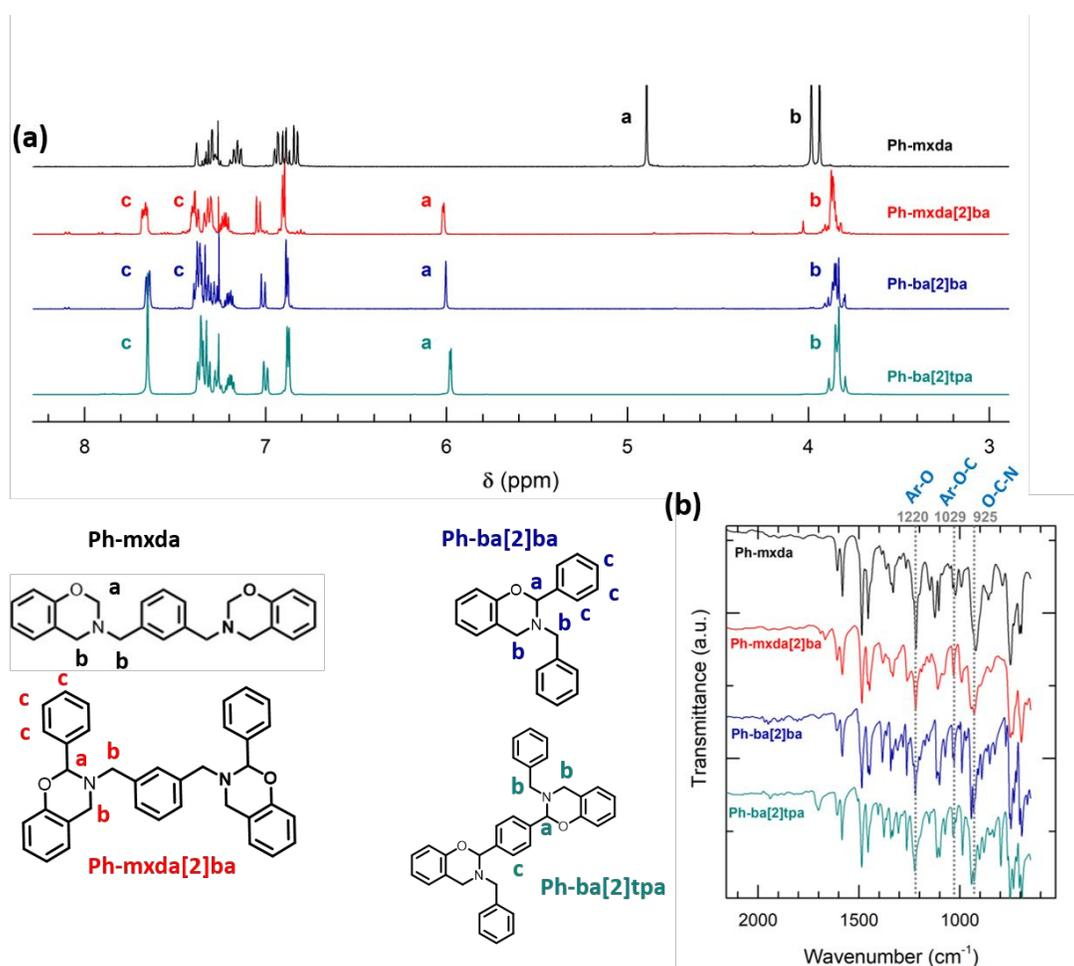 (a)
a
b
Ph-mxda
c
c
a
b
Ph-mxda[2]ba
c
c
a
b
Ph-ba[2]ba
c
a
b
Ph-ba[2]tpa
8
7
6
5
4
3
δ (ppm)
Ph-mxda
a
O
O
N
N
b
b
c
c
c
a
b
O
N
N
O
b
Ph-mxda[2]ba
Ph-ba[2]ba
a
c
O
c
c
N
b
b
b
b
N
a
O
O
c
N
Ph-ba[2]tpa
(b)
Ar-O
Ar-O-C
O-C-N
1220 1029 925
Ph-mxda
Ph-mxda[2]ba
Ph-ba[2]ba
Ph-ba[2]tpa
Transmittance (a.u.)
2000
1500
1000
Wavenumber (cm⁻¹)